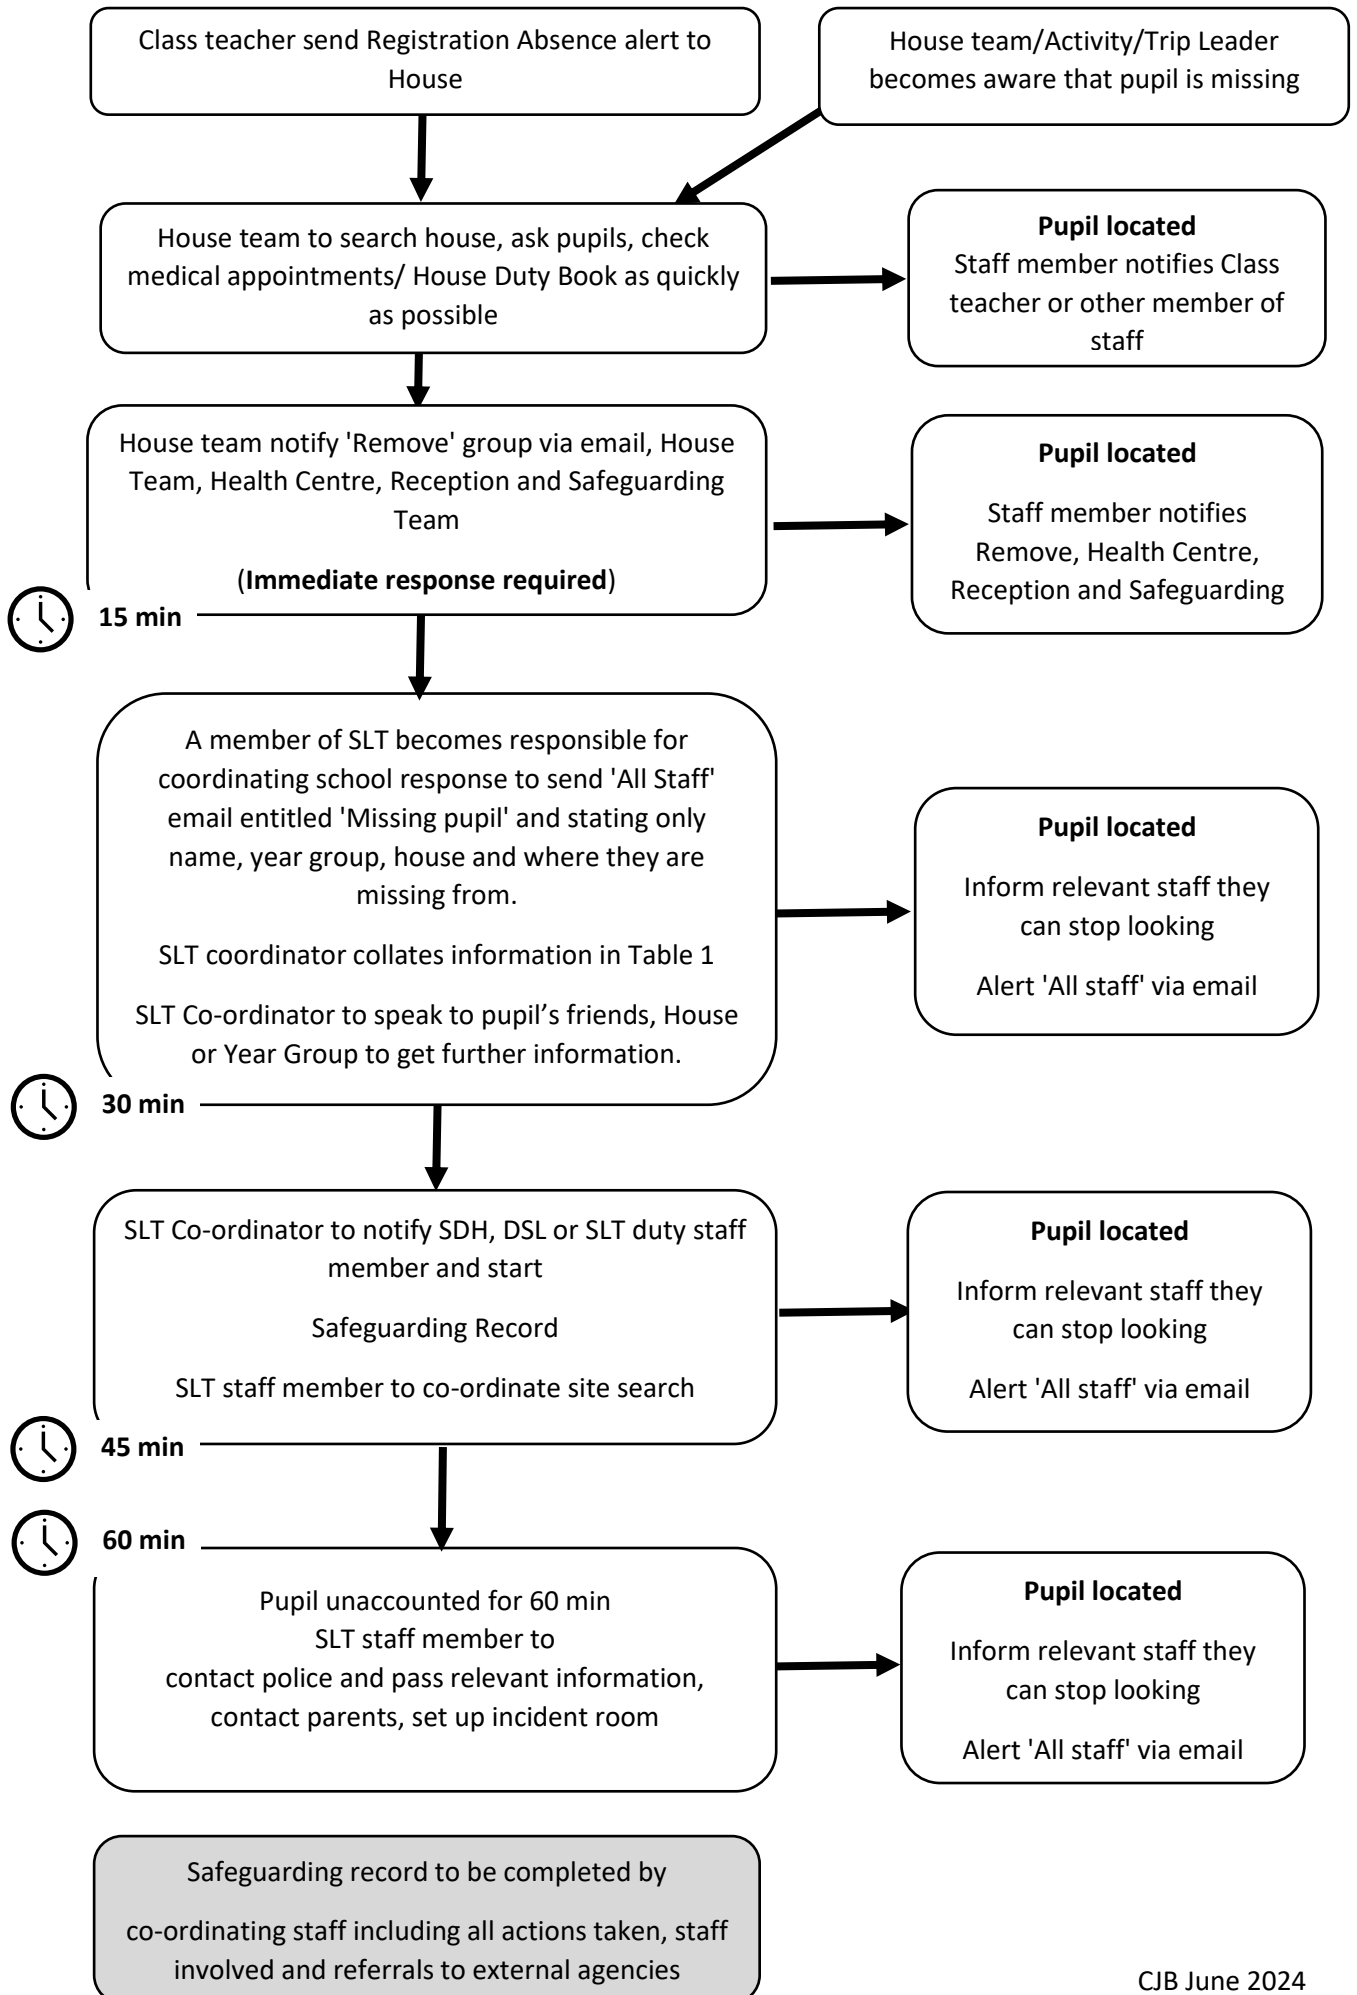 Class teacher send Registration Absence alert to
House
House team/Activity/Trip Leader
becomes aware that pupil is missing
House team to search house, ask pupils, check
medical appointments/ House Duty Book as quickly
as possible
Pupil located
Staff member notifies Class
teacher or other member of
staff
House team notify 'Remove' group via email, House
Team, Health Centre, Reception and Safeguarding
Team
(Immediate response required)
15 min
Pupil located
Staff member notifies
Remove, Health Centre,
Reception and Safeguarding
A member of SLT becomes responsible for
coordinating school response to send 'All Staff'
email entitled 'Missing pupil' and stating only
name, year group, house and where they are
missing from.
SLT coordinator collates information in Table 1
SLT Co-ordinator to speak to pupil’s friends, House
or Year Group to get further information.
30 min
Pupil located
Inform relevant staff they
can stop looking
Alert 'All staff' via email
SLT Co-ordinator to notify SDH, DSL or SLT duty staff
member and start
Safeguarding Record
SLT staff member to co-ordinate site search
45 min
Pupil located
Inform relevant staff they
can stop looking
Alert 'All staff' via email
60 min
Pupil unaccounted for 60 min
SLT staff member to
contact police and pass relevant information,
contact parents, set up incident room
Pupil located
Inform relevant staff they
can stop looking
Alert 'All staff' via email
Safeguarding record to be completed by
co-ordinating staff including all actions taken, staff
involved and referrals to external agencies
CJB June 2024